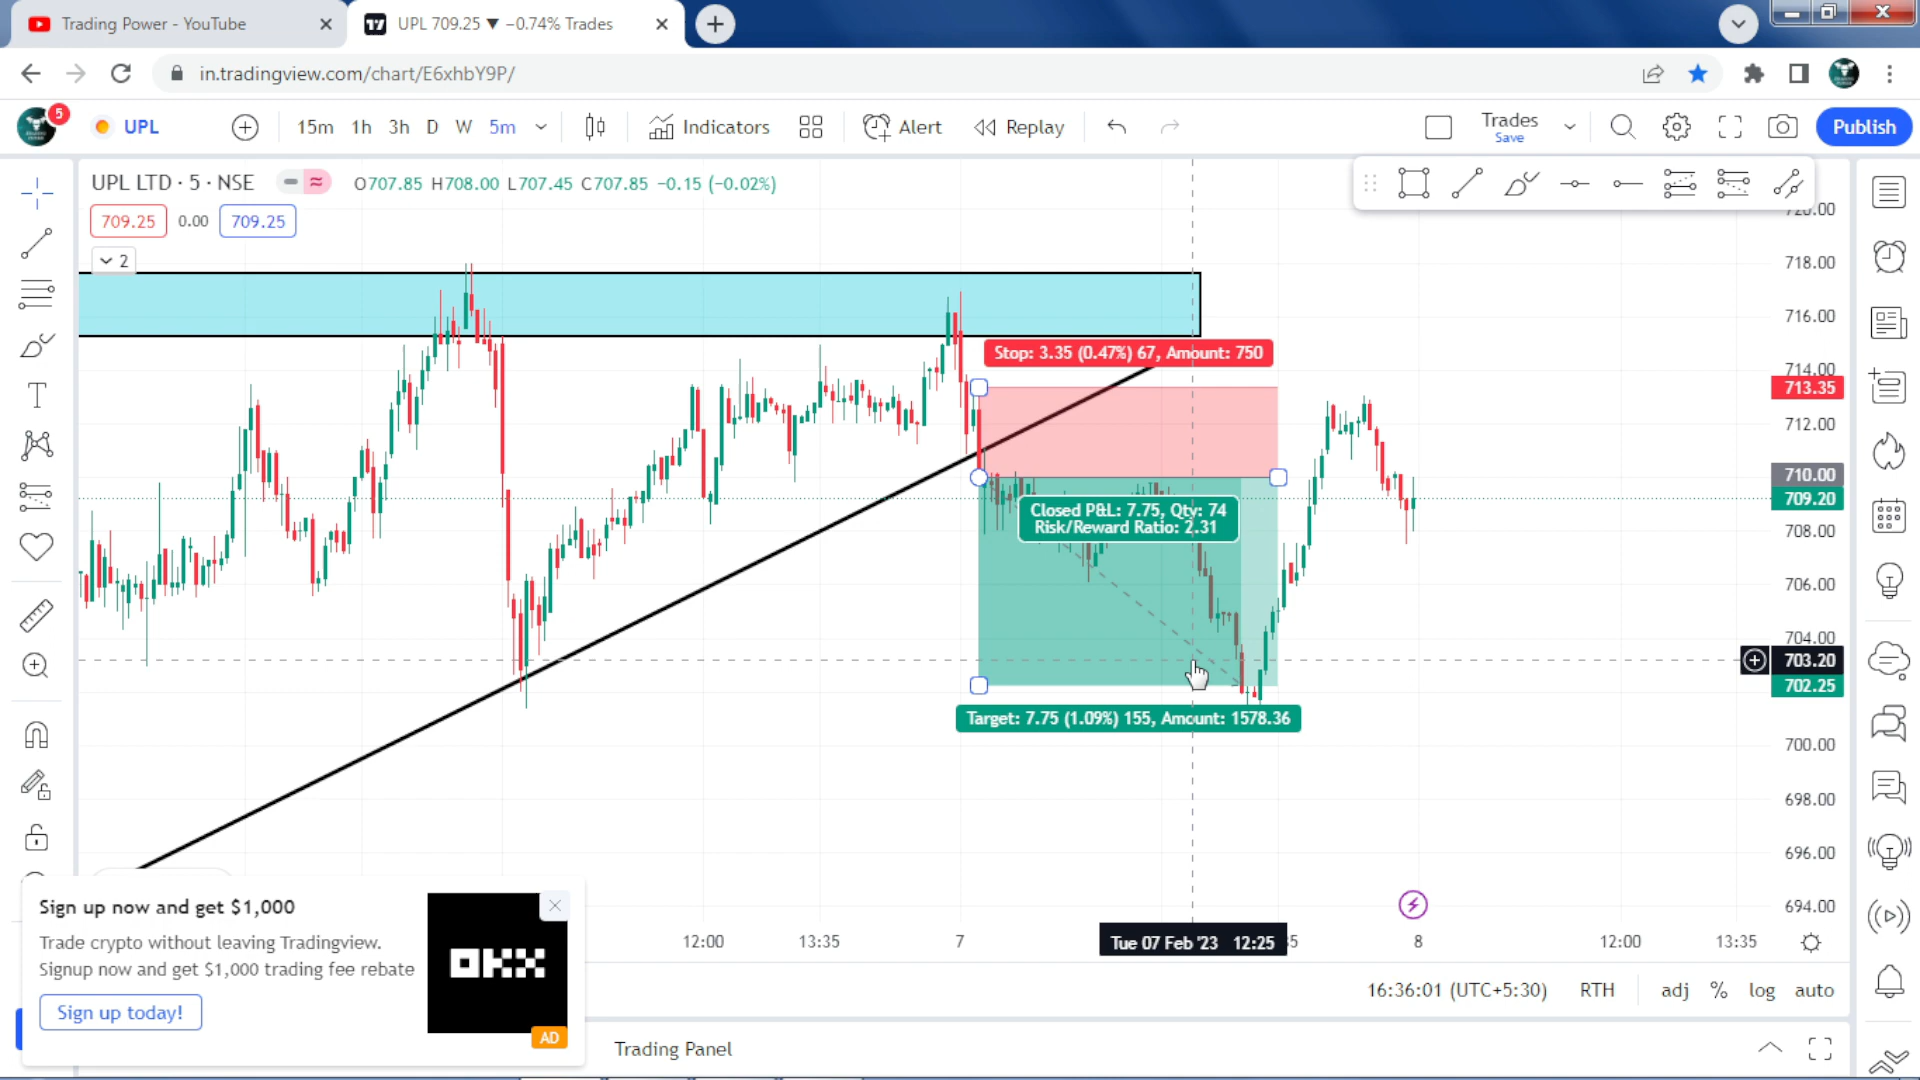 Trading Power - YouTube
UPL 709.25 ▼ −0.74% Trades
in.tradingview.com/chart/E6xhbY9P/
5
UPL
15m 1h 3h D W 5m
Indicators
Alert
Replay
Trades
Save
Publish
UPL LTD · 5 · NSE
O707.85 H708.00 L707.45 C707.85 −0.15 (−0.02%)
709.25 0.00 709.25
2
Stop: 3.35 (0.47%) 67, Amount: 750
Closed P&L: 7.75, Qty: 74
Risk/Reward Ratio: 2.31
Target: 7.75 (1.09%) 155, Amount: 1578.36
720.00
718.00
716.00
714.00
713.35
712.00
710.00
709.20
708.00
706.00
704.00
703.20
702.25
700.00
698.00
696.00
694.00
12:00 13:35 7 Tue 07 Feb '23 12:25 8 12:00 13:35
Sign up now and get $1,000
Trade crypto without leaving Tradingview.
Signup now and get $1,000 trading fee rebate
Sign up today!
OKX
AD
16:36:01 (UTC+5:30) RTH adj % log auto
Trading Panel